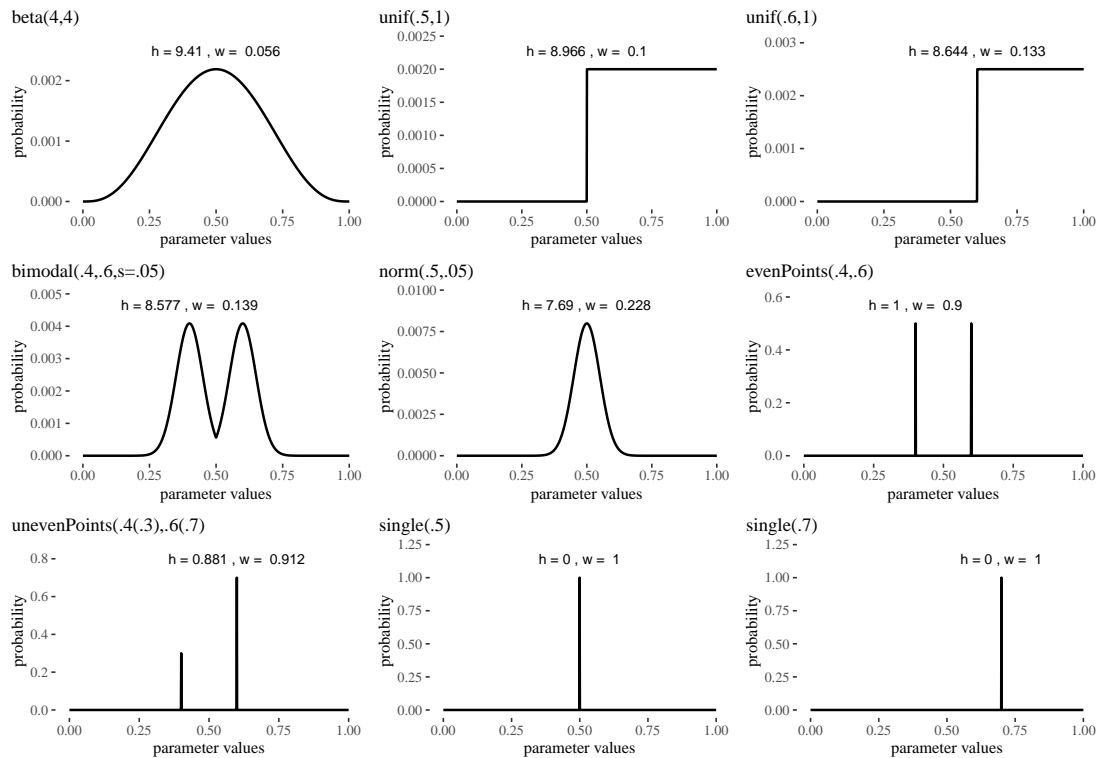 beta(4,4)
h = 9.41 , w = 0.056
probability
0.002
0.001
0.000
0.00 0.25 0.50 0.75 1.00
parameter values
unif(.5,1)
h = 8.966 , w = 0.1
probability
0.0025
0.0020
0.0015
0.0010
0.0005
0.0000
0.00 0.25 0.50 0.75 1.00
parameter values
unif(.6,1)
h = 8.644 , w = 0.133
probability
0.003
0.002
0.001
0.000
0.00 0.25 0.50 0.75 1.00
parameter values
bimodal(.4,.6,s=.05)
h = 8.577 , w = 0.139
probability
0.005
0.004
0.003
0.002
0.001
0.000
0.00 0.25 0.50 0.75 1.00
parameter values
norm(.5,.05)
h = 7.69 , w = 0.228
probability
0.0100
0.0075
0.0050
0.0025
0.0000
0.00 0.25 0.50 0.75 1.00
parameter values
evenPoints(.4,.6)
h = 1 , w = 0.9
probability
0.6
0.4
0.2
0.0
0.00 0.25 0.50 0.75 1.00
parameter values
unevenPoints(.4(.3),.6(.7)
h = 0.881 , w = 0.912
probability
0.8
0.6
0.4
0.2
0.0
0.00 0.25 0.50 0.75 1.00
parameter values
single(.5)
h = 0 , w = 1
probability
1.25
1.00
0.75
0.50
0.25
0.00
0.00 0.25 0.50 0.75 1.00
parameter values
single(.7)
h = 0 , w = 1
probability
1.25
1.00
0.75
0.50
0.25
0.00
0.00 0.25 0.50 0.75 1.00
parameter values